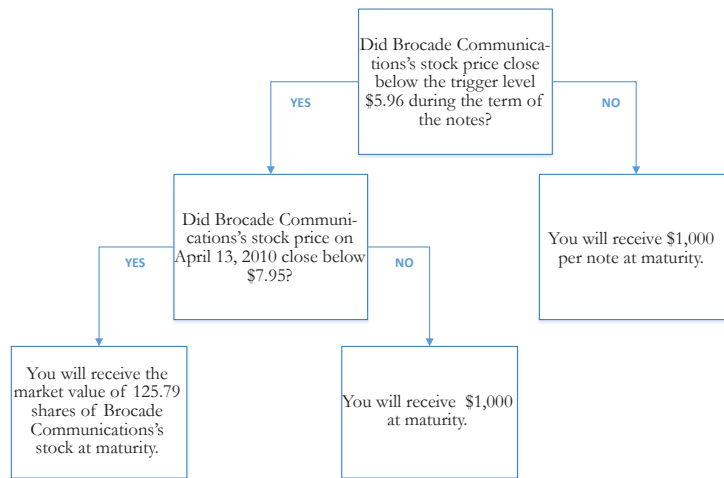 Did Brocade Communica-
tions's stock price close
below the trigger level
$5.96 during the term of
the notes?
YES
NO
Did Brocade Communi-
cations's stock price on
April 13, 2010 close below
$7.95?
You will receive $1,000
per note at maturity.
YES
NO
You will receive the
market value of 125.79
shares of Brocade
Communications's
stock at maturity.
You will receive $1,000
at maturity.